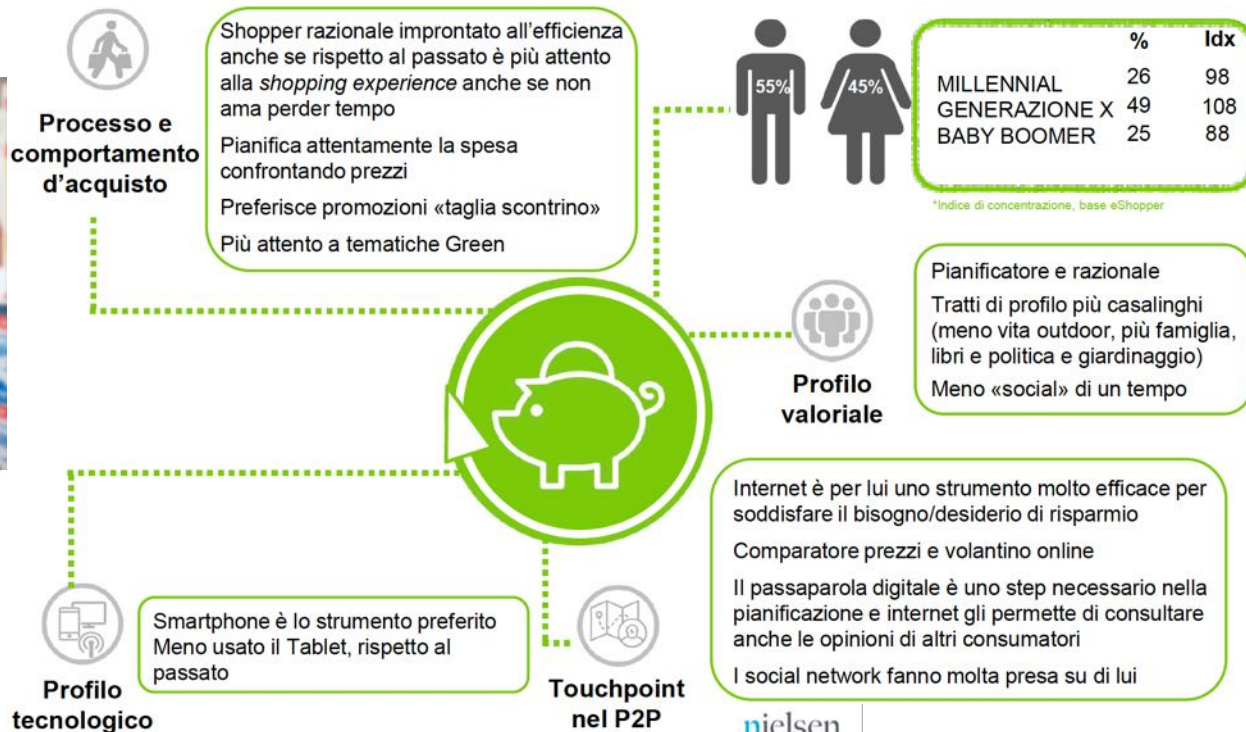 Processo e
comportamento
d'acquisto
Shopper razionale improntato all'efficienza
anche se rispetto al passato è più attento
alla shopping experience anche se non
ama perder tempo
Pianifica attentamente la spesa
confrontando prezzi
Preferisce promozioni «taglia scontrino»
Più attento a tematiche Green
55%
45%
% Idx
MILLENNIAL 26 98
GENERAZIONE X 49 108
BABY BOOMER 25 88
*Indice di concentrazione, base eShopper
Profilo
valoriale
Pianificatore e razionale
Tratti di profilo più casalinghi
(meno vita outdoor, più famiglia,
libri e politica e giardinaggio)
Meno «social» di un tempo
Profilo
tecnologico
Smartphone è lo strumento preferito
Meno usato il Tablet, rispetto al
passato
Touchpoint
nel P2P
Internet è per lui uno strumento molto efficace per
soddisfare il bisogno/desiderio di risparmio
Comparatore prezzi e volantino online
Il passaparola digitale è uno step necessario nella
pianificazione e internet gli permette di consultare
anche le opinioni di altri consumatori
I social network fanno molta presa su di lui
nielsen